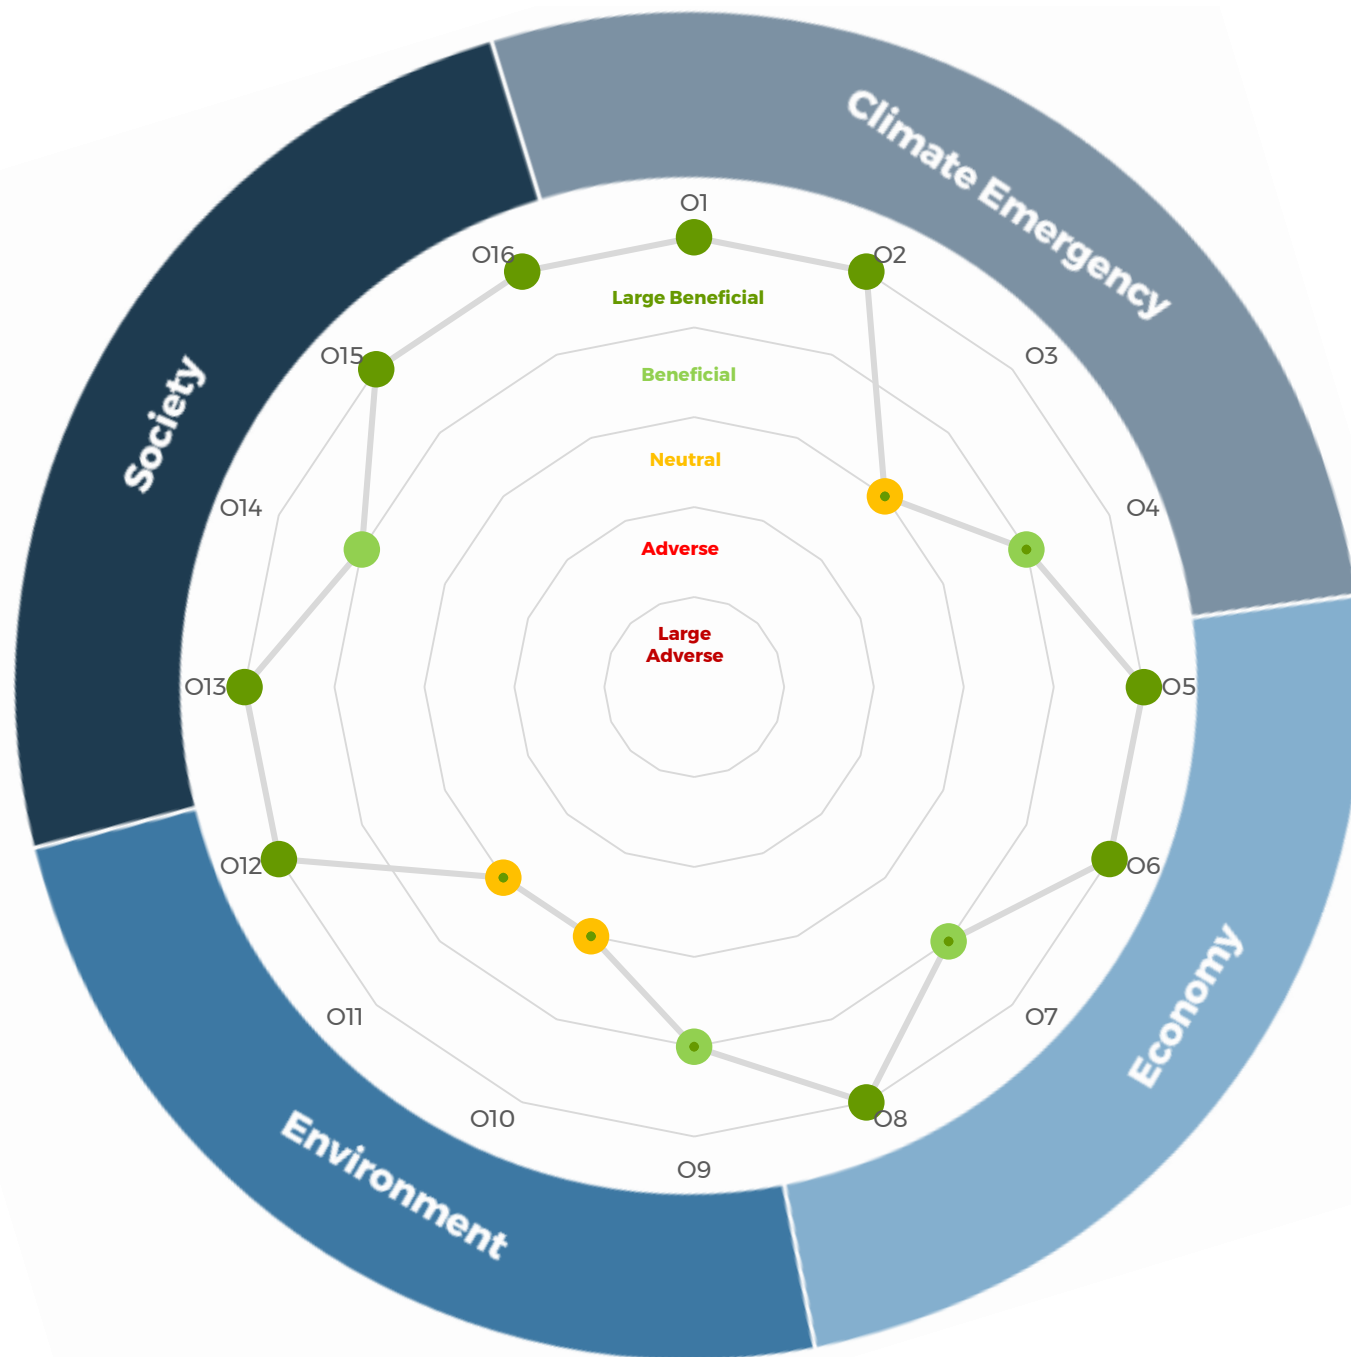 Climate Emergency
O1
O16
O2
Large Beneficial
O15
O3
Beneficial
Society
Neutral
O14
O4
Adverse
Large
Adverse
O13
O5
O12
O6
Economy
O11
O7
O10
O8
Environment
O9